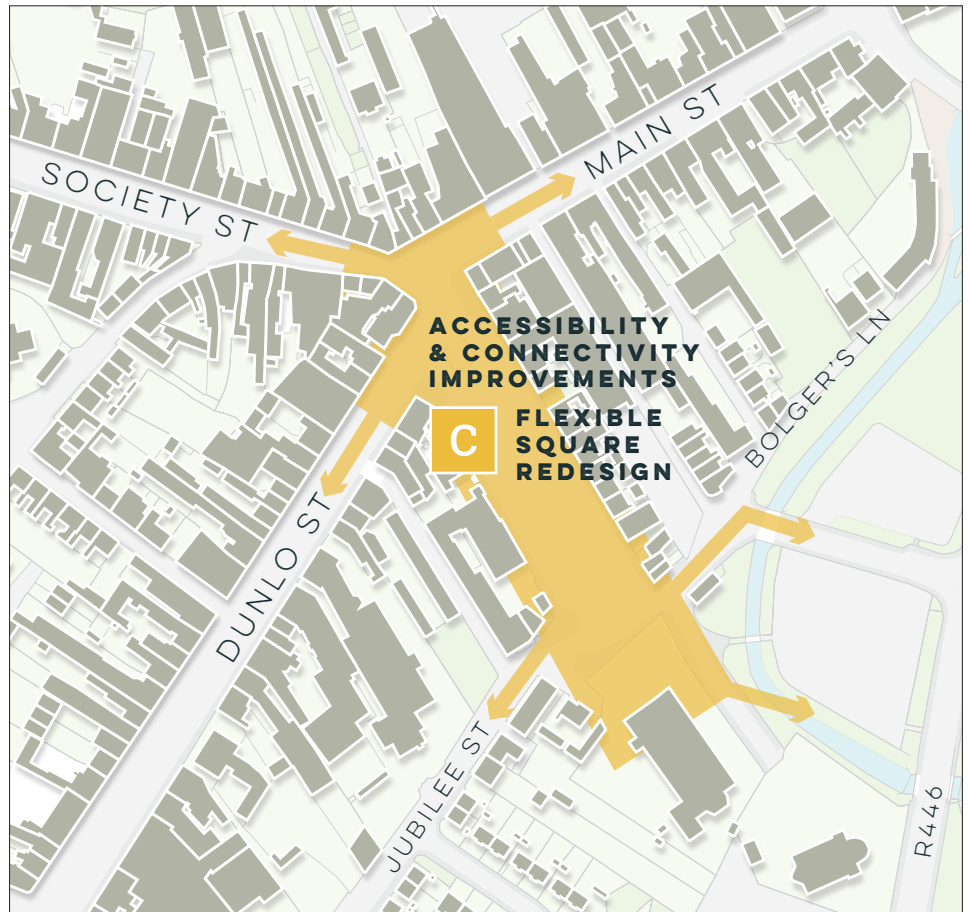 MAIN ST
SOCIETY ST
ACCESSIBILITY
& CONNECTIVITY
IMPROVEMENTS
C
FLEXIBLE
SQUARE
REDESIGN
BOLGER'S LN
DUNLO ST
JUBILEE ST
R446